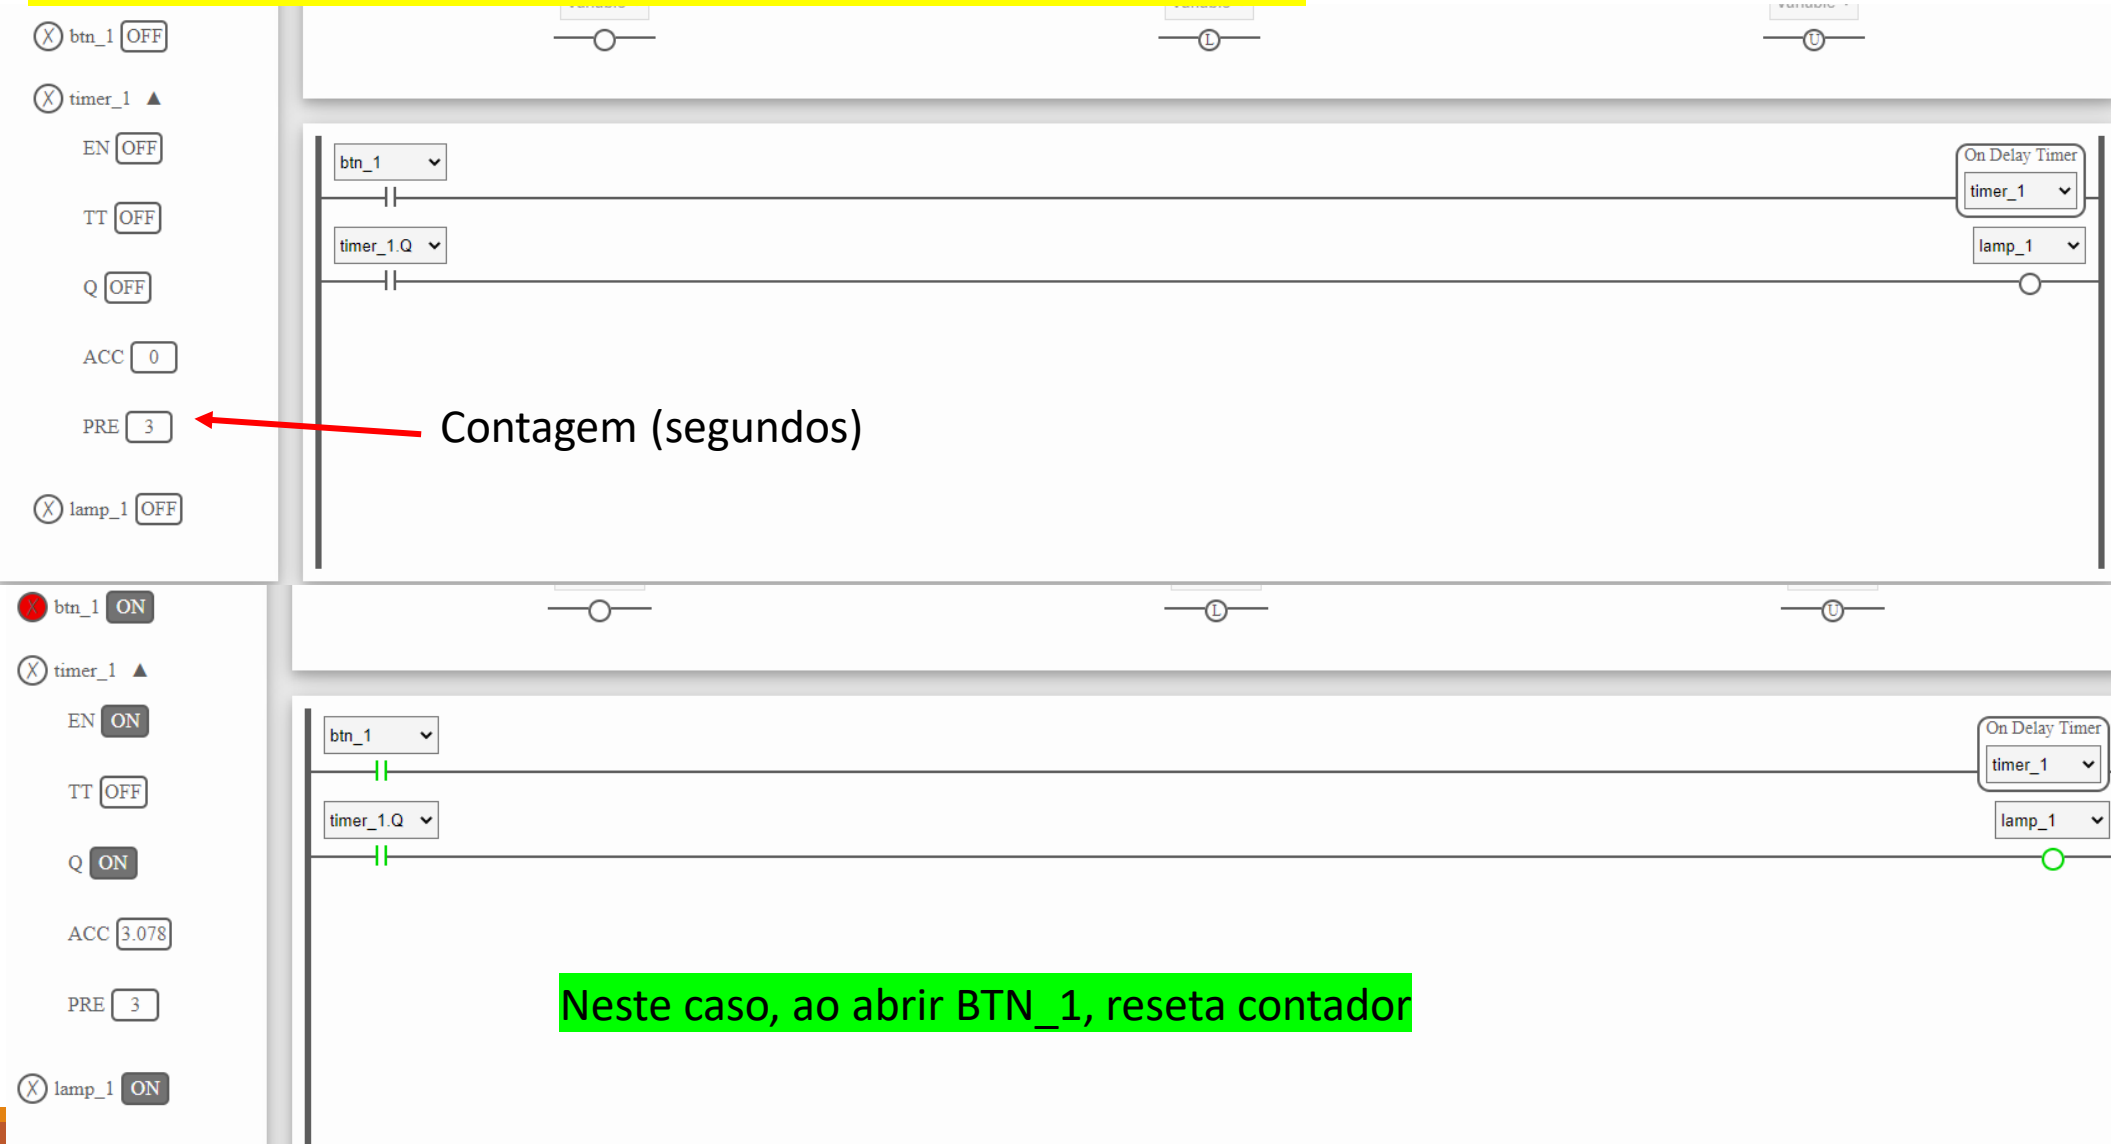 btn_1 OFF
L
U
timer_1 ▲
EN OFF
TT OFF
Q OFF
ACC 0
PRE 3
lamp_1 OFF
btn_1
On Delay Timer
timer_1
timer_1.Q
lamp_1
Contagem (segundos)
btn_1 ON
L
U
timer_1 ▲
EN ON
TT OFF
Q ON
ACC 3.078
PRE 3
lamp_1 ON
btn_1
On Delay Timer
timer_1
timer_1.Q
lamp_1
Neste caso, ao abrir BTN_1, reseta contador